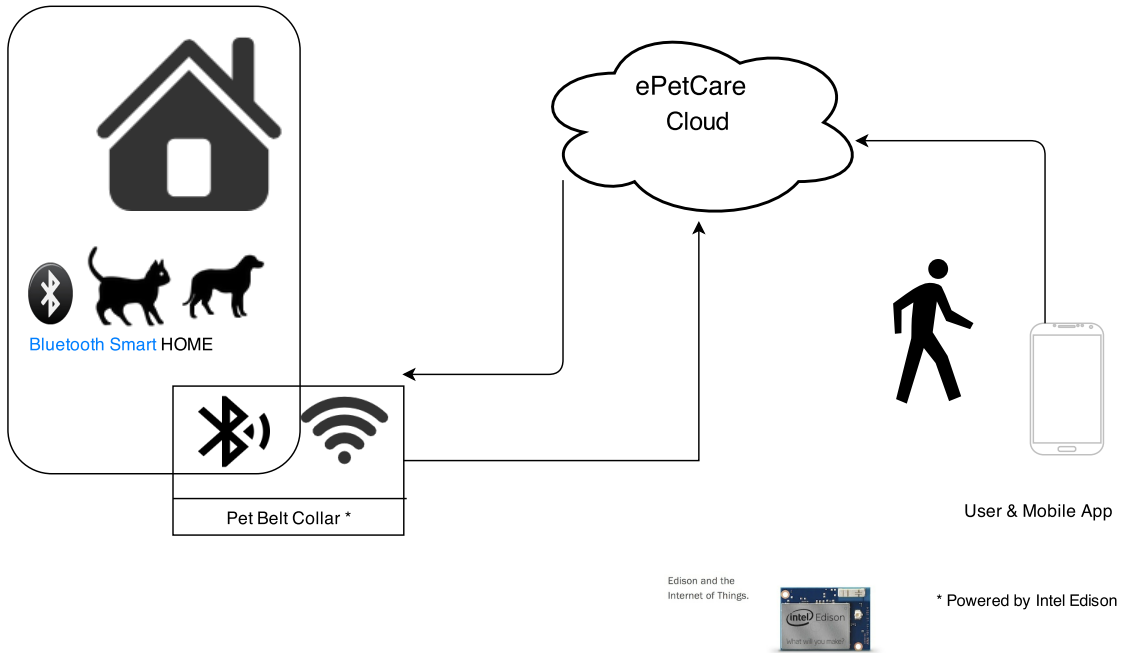 ePetCare
Cloud
Bluetooth Smart HOME
Pet Belt Collar *
User & Mobile App
Edison and the
Internet of Things.
* Powered by Intel Edison
intel Edison
What will you make?